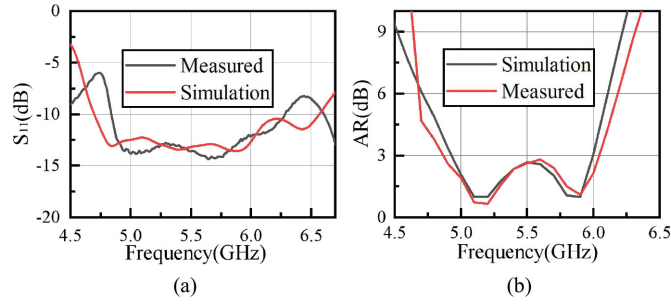 0
-5
-10
-15
-20
S11(dB)
Measured
Simulation
4.5 5.0 5.5 6.0 6.5
Frequency(GHz)
(a)
9
6
3
0
AR(dB)
Simulation
Measured
4.5 5.0 5.5 6.0 6.5
Frequency(GHz)
(b)